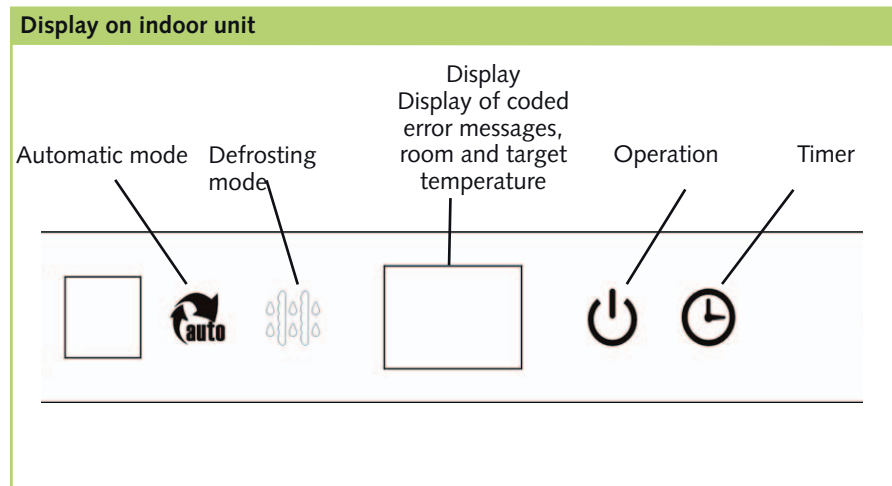 Display on indoor unit
Display
Display of coded
error messages,
room and target
temperature
Automatic mode
Defrosting
mode
Operation
Timer
auto